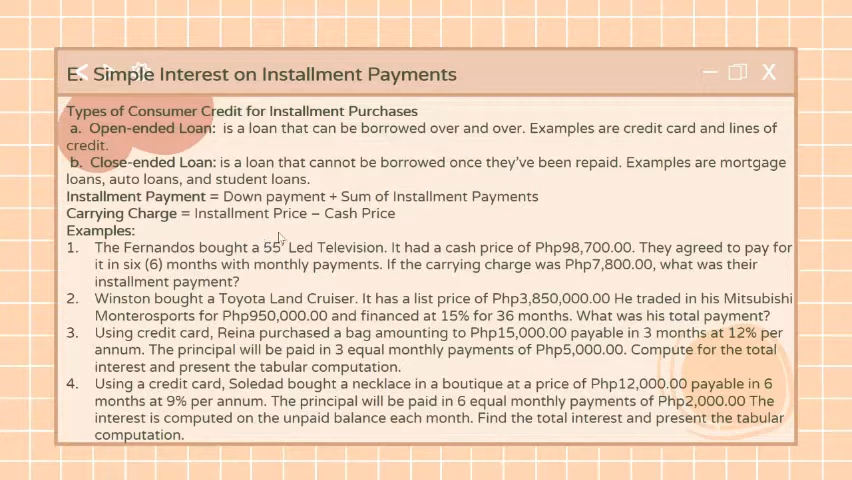 E. Simple Interest on Installment Payments
Types of Consumer Credit for Installment Purchases
a. Open-ended Loan: is a loan that can be borrowed over and over. Examples are credit card and lines of
credit.
b. Close-ended Loan: is a loan that cannot be borrowed once they've been repaid. Examples are mortgage
loans, auto loans, and student loans.
Installment Payment = Down payment + Sum of Installment Payments
Carrying Charge = Installment Price – Cash Price
Examples:
1. The Fernandos bought a 55" Led Television. It had a cash price of Php98,700.00. They agreed to pay for
it in six (6) months with monthly payments. If the carrying charge was Php7,800.00, what was their
installment payment?
2. Winston bought a Toyota Land Cruiser. It has a list price of Php3,850,000.00 He traded in his Mitsubishi
Monterosports for Php950,000.00 and financed at 15% for 36 months. What was his total payment?
3. Using credit card, Reina purchased a bag amounting to Php15,000.00 payable in 3 months at 12% per
annum. The principal will be paid in 3 equal monthly payments of Php5,000.00. Compute for the total
interest and present the tabular computation.
4. Using a credit card, Soledad bought a necklace in a boutique at a price of Php12,000.00 payable in 6
months at 9% per annum. The principal will be paid in 6 equal monthly payments of Php2,000.00 The
interest is computed on the unpaid balance each month. Find the total interest and present the tabular
computation.